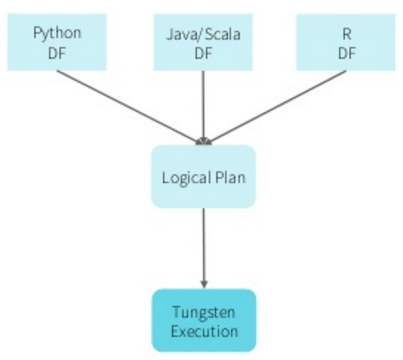 Python
DF
Java/Scala
DF
R
DF
Logical Plan
Tungsten
Execution